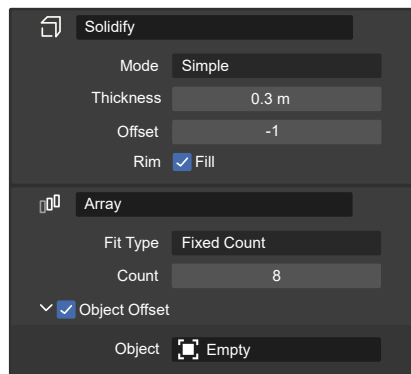 Solidify
Mode Simple
Thickness 0.3 m
Offset -1
Rim Fill
Array
Fit Type Fixed Count
Count 8
Object Offset
Object Empty